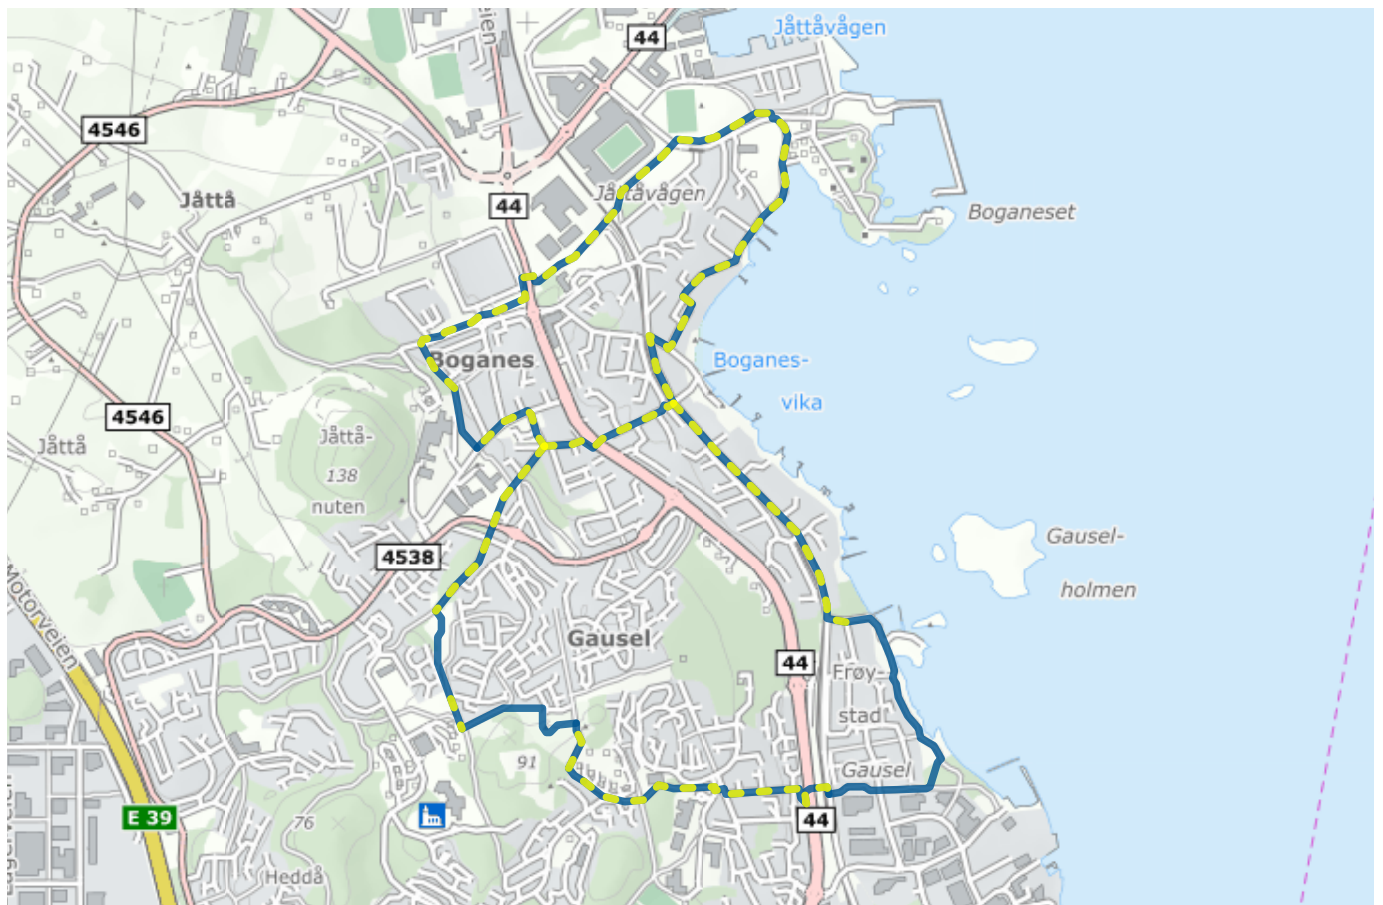 Jåttåvågen
44
4546
Jåttå
Jåttåvågen
44
Boganeset
Boganes
Boganes-
vika
4546
Jåttå
Jåttå-
138
nuten
Gausel-
4538
holmen
Motorveien
Gausel
44
Frøy-
stad
91
Gausel
E 39
76
44
Heddå